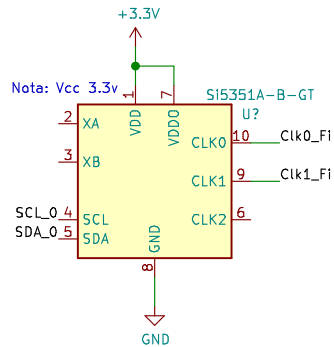 +3.3V
Nota: Vcc 3.3v
Si5351A-B-GT
U?
1
7
VDD
VDDO
2 XA
CLK0 10 Clk0_Fi
3 XB
CLK1 9 Clk1_Fi
SCL_0 4 SCL
CLK2 6
SDA_0 5 SDA
GND
8
GND